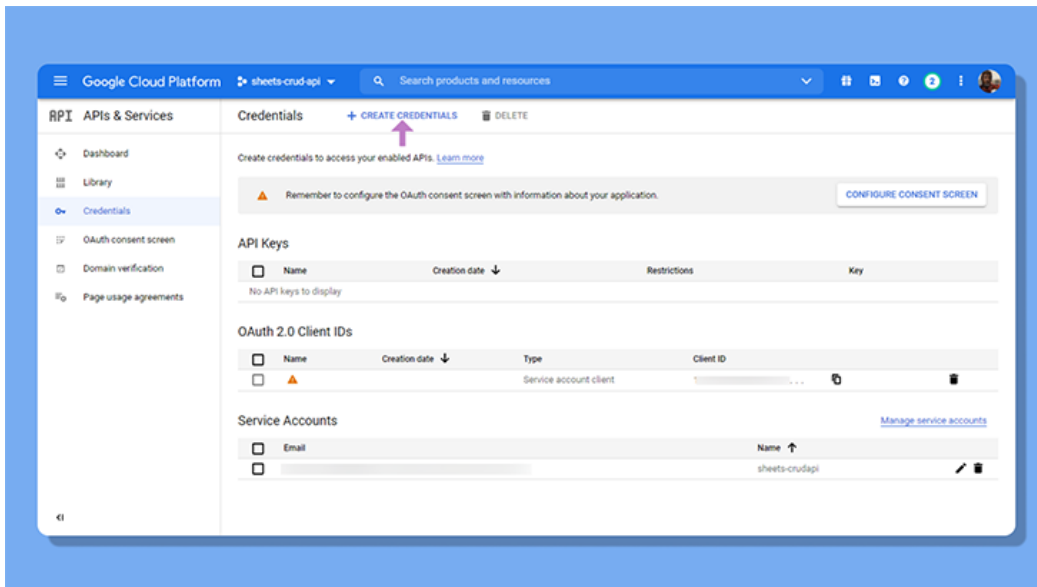 Google Cloud Platform sheets-crud-api Search products and resources 2
API APIs & Services
Credentials + CREATE CREDENTIALS DELETE
Dashboard
Library
Credentials
OAuth consent screen
Domain verification
Page usage agreements
Create credentials to access your enabled APIs. Learn more
Remember to configure the OAuth consent screen with information about your application. CONFIGURE CONSENT SCREEN
API Keys
Name Creation date Restrictions Key
No API keys to display
OAuth 2.0 Client IDs
Name Creation date Type Client ID
Service account client ...
Service Accounts Manage service accounts
Email Name
sheets-crudapi